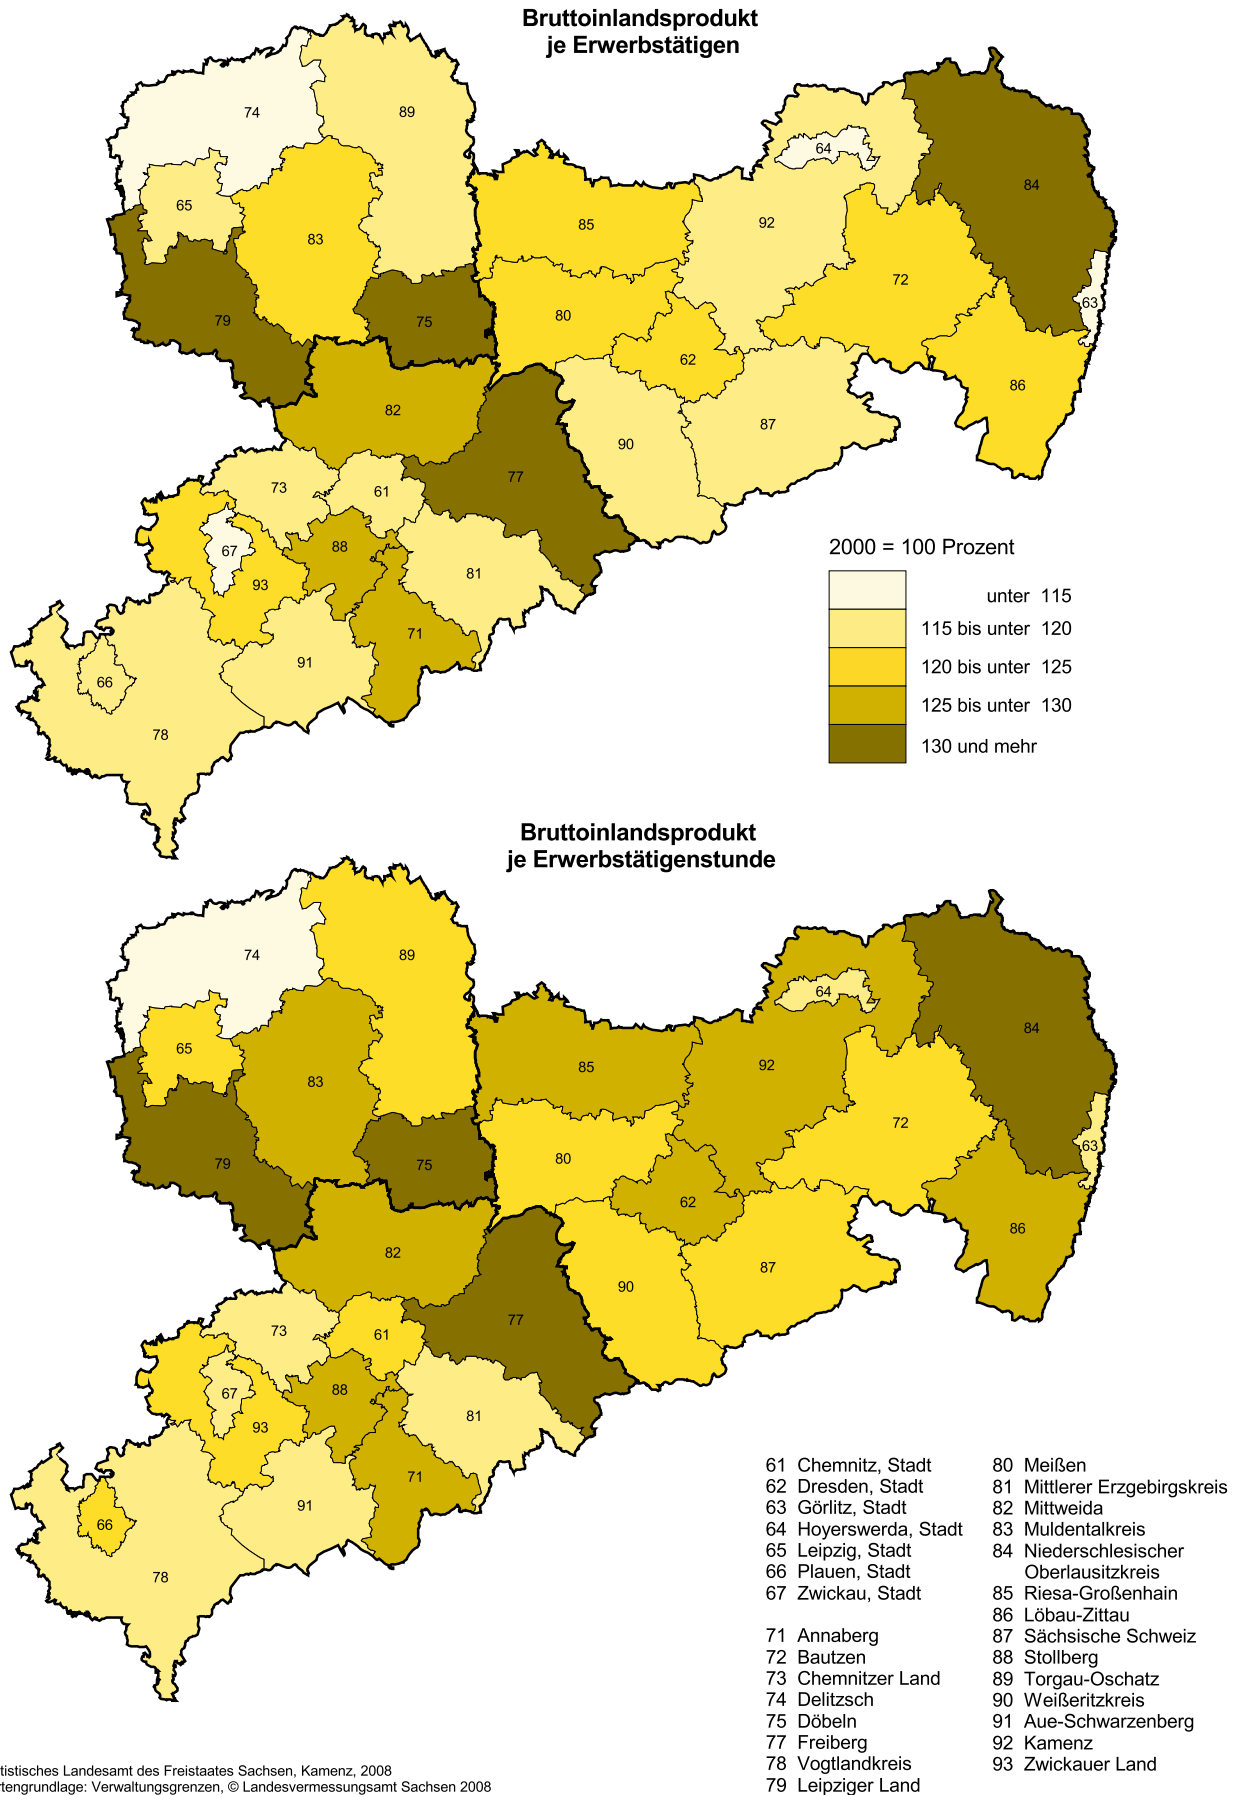 Bruttoinlandsprodukt
je Erwerbstätigen
74
89
64
84
65
83
85
92
72
79
75
80
63
62
86
82
90
87
77
73
61
67
88
93
81
71
91
66
78
2000 = 100 Prozent
unter 115
115 bis unter 120
120 bis unter 125
125 bis unter 130
130 und mehr
Bruttoinlandsprodukt
je Erwerbstätigenstunde
74
89
64
84
65
83
85
92
72
79
75
80
63
62
86
82
90
87
77
73
61
67
88
93
81
71
91
66
78
61 Chemnitz, Stadt
62 Dresden, Stadt
63 Görlitz, Stadt
64 Hoyerswerda, Stadt
65 Leipzig, Stadt
66 Plauen, Stadt
67 Zwickau, Stadt
71 Annaberg
72 Bautzen
73 Chemnitzer Land
74 Delitzsch
75 Döbeln
77 Freiberg
78 Vogtlandkreis
79 Leipziger Land
80 Meißen
81 Mittlerer Erzgebirgskreis
82 Mittweida
83 Muldentalkreis
84 Niederschlesischer
Oberlausitzkreis
85 Riesa-Großenhain
86 Löbau-Zittau
87 Sächsische Schweiz
88 Stollberg
89 Torgau-Oschatz
90 Weißeritzkreis
91 Aue-Schwarzenberg
92 Kamenz
93 Zwickauer Land
tistisches Landesamt des Freistaates Sachsen, Kamenz, 2008
rtengrundlage: Verwaltungsgrenzen, © Landesvermessungsamt Sachsen 2008